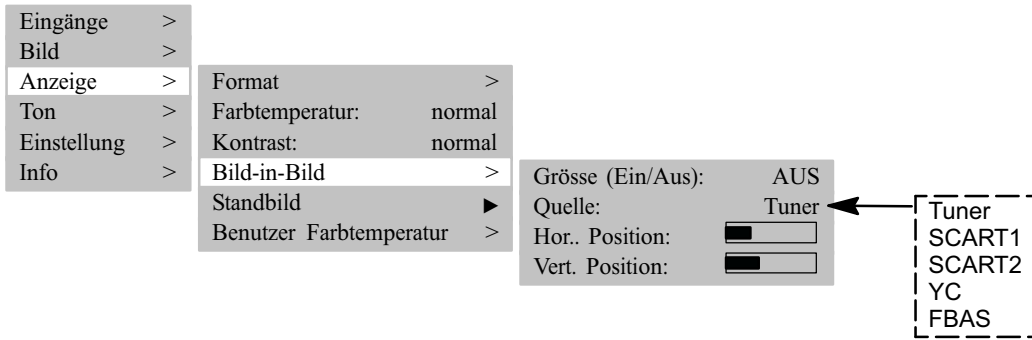 Eingänge >
Bild >
Anzeige >
Ton >
Einstellung >
Info >
Format >
Farbtemperatur: normal
Kontrast: normal
Bild-in-Bild >
Standbild ►
Benutzer Farbtemperatur >
Grösse (Ein/Aus): AUS
Quelle: Tuner
Hor.. Position:
Vert. Position:
Tuner
SCART1
SCART2
YC
FBAS